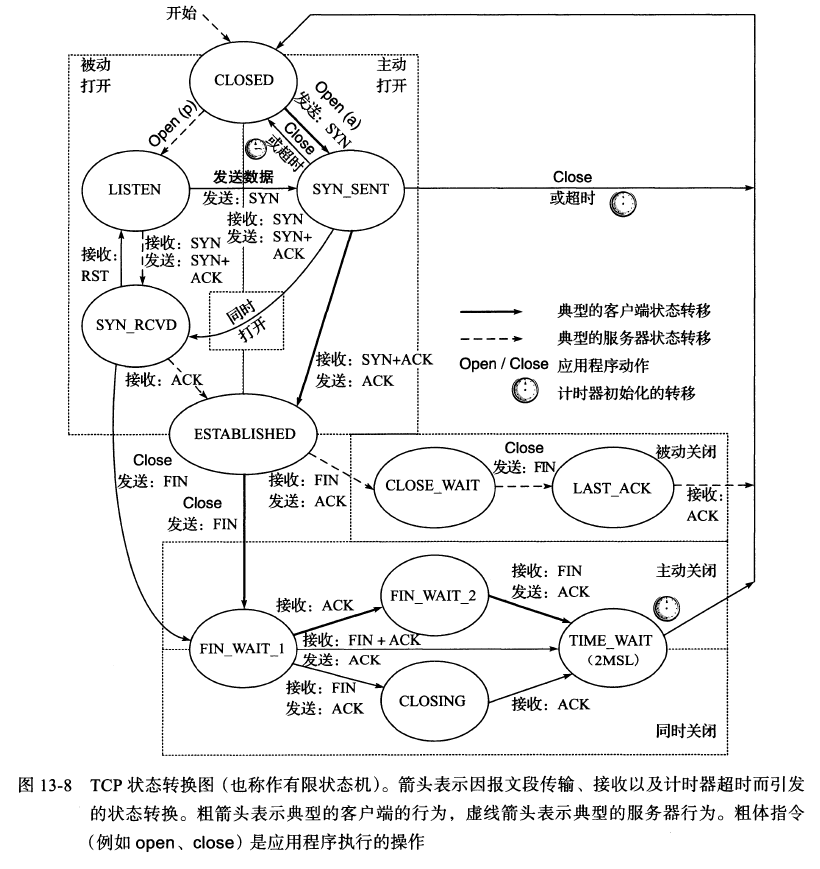 开始
被动
打开
主动
打开
CLOSED
Open (p)
Open (a)
发送：SYN
Close
或超时
LISTEN
发送数据
发送：SYN
SYN_SENT
Close
或超时
接收：SYN
发送：SYN+
ACK
接收：
RST
接收：SYN
发送：SYN+
ACK
SYN_RCVD
同时
打开
典型的客户端状态转移
典型的服务器状态转移
Open / Close 应用程序动作
计时器初始化的转移
接收：SYN+ACK
发送：ACK
接收：ACK
ESTABLISHED
Close
发送：FIN
Close
发送：FIN
接收：FIN
发送：ACK
被动关闭
CLOSE_WAIT
Close
发送：FIN
LAST_ACK
接收：
ACK
主动关闭
FIN_WAIT_1
接收：ACK
FIN_WAIT_2
接收：FIN
发送：ACK
接收：FIN + ACK
发送：ACK
TIME_WAIT
（2MSL）
接收：FIN
发送：ACK
CLOSING
接收：ACK
同时关闭
图 13-8 TCP 状态转换图（也称作有限状态机）。箭头表示因报文段传输、接收以及计时器超时而引发
的状态转换。粗箭头表示典型的客户端的行为，虚线箭头表示典型的服务器行为。粗体指令
（例如 open、close）是应用程序执行的操作